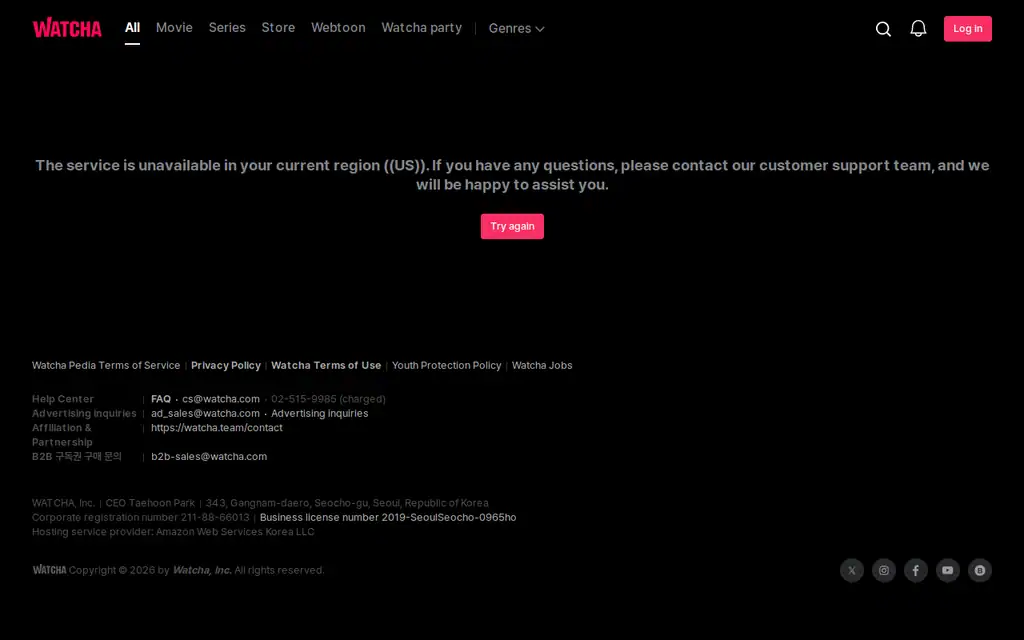 WATCHA All Movie Series Store Webtoon Watcha party | Genres Log in
The service is unavailable in your current region ((US)). If you have any questions, please contact our customer support team, and we
will be happy to assist you.
Try again
Watcha Pedia Terms of Service | Privacy Policy | Watcha Terms of Use | Youth Protection Policy | Watcha Jobs
Help Center | FAQ · cs@watcha.com · 02-515-9985 (charged)
Advertising inquiries | ad_sales@watcha.com · Advertising inquiries
Affiliation & | https://watcha.team/contact
Partnership
B2B 구독권 구매 문의 | b2b-sales@watcha.com
WATCHA, Inc. | CEO Taehoon Park | 343, Gangnam-daero, Seocho-gu, Seoul, Republic of Korea
Corporate registration number 211-88-66013 | Business license number 2019-SeoulSeocho-0965ho
Hosting service provider: Amazon Web Services Korea LLC
WATCHA Copyright © 2026 by Watcha, Inc. All rights reserved.